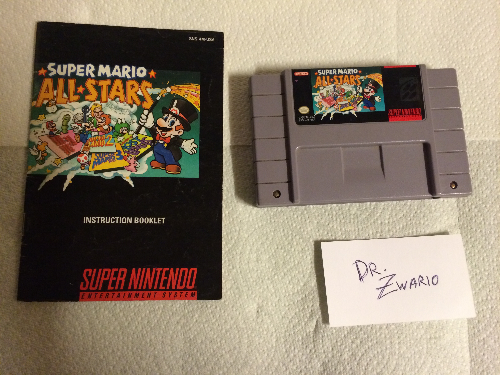 SUPER MARIO
ALL★STARS
INSTRUCTION BOOKLET
SUPER NINTENDO
ENTERTAINMENT SYSTEM
SUPER MARIO
ALL★STARS
DR.
ZWARIO